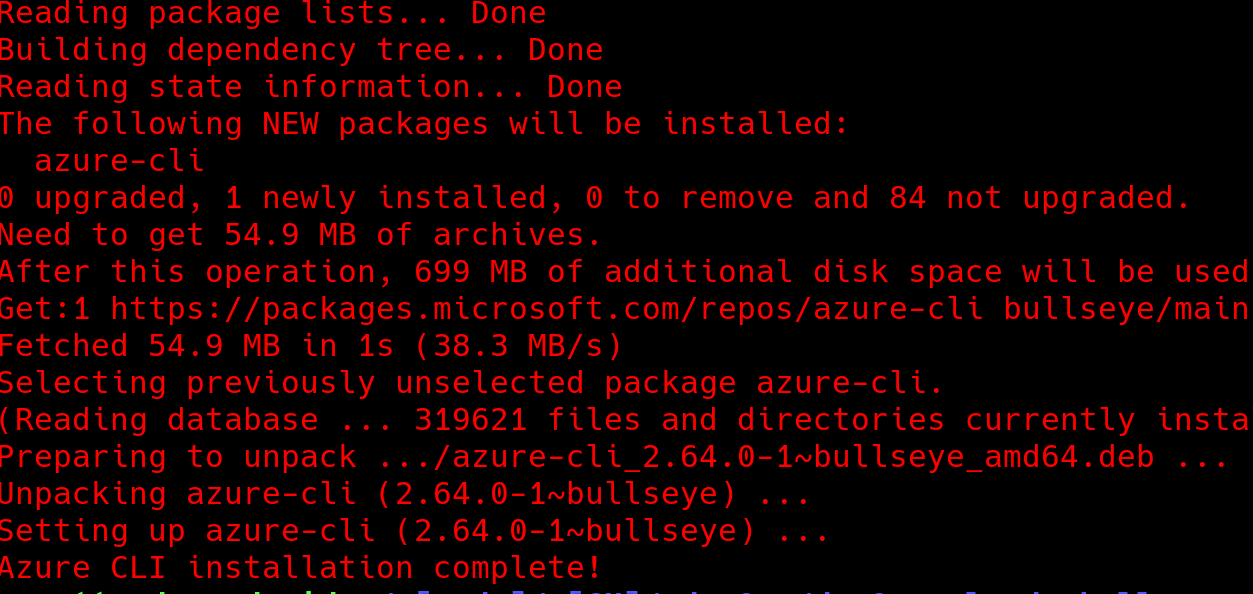 Reading package lists... Done
Building dependency tree... Done
Reading state information... Done
The following NEW packages will be installed:
  azure-cli
0 upgraded, 1 newly installed, 0 to remove and 84 not upgraded.
Need to get 54.9 MB of archives.
After this operation, 699 MB of additional disk space will be used
Get:1 https://packages.microsoft.com/repos/azure-cli bullseye/main
Fetched 54.9 MB in 1s (38.3 MB/s)
Selecting previously unselected package azure-cli.
(Reading database ... 319621 files and directories currently insta
Preparing to unpack .../azure-cli_2.64.0-1~bullseye_amd64.deb ...
Unpacking azure-cli (2.64.0-1~bullseye) ...
Setting up azure-cli (2.64.0-1~bullseye) ...
Azure CLI installation complete!